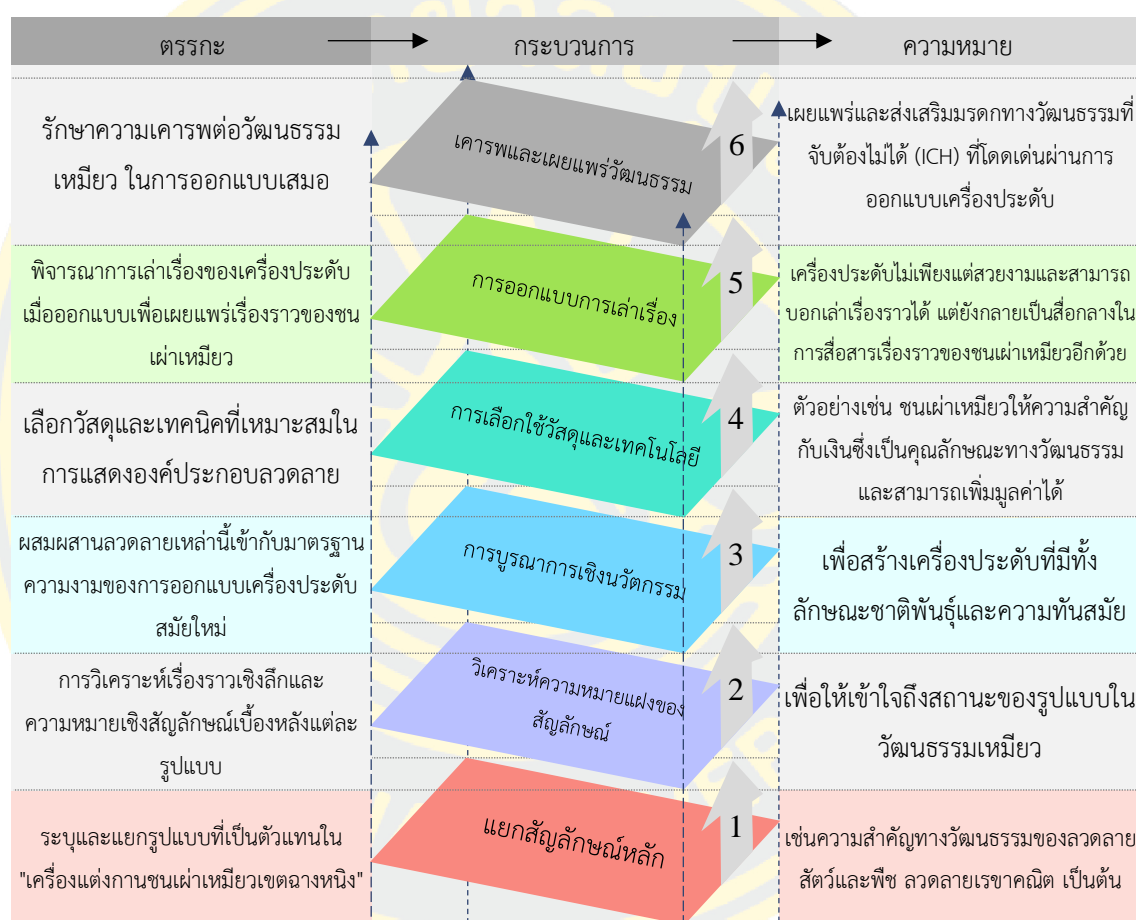 ตรรกะ
กระบวนการ
ความหมาย
รักษาความเคารพต่อวัฒนธรรม
เหมียว ในการออกแบบเสมอ
เคารพและเผยแพร่วัฒนธรรม
6
เผยแพร่และส่งเสริมมรดกทางวัฒนธรรมที่
จับต้องไม่ได้ (ICH) ที่โดดเด่นผ่านการ
ออกแบบเครื่องประดับ
พิจารณาการเล่าเรื่องของเครื่องประดับ
เมื่อออกแบบเพื่อเผยแพร่เรื่องราวของชน
เผ่าเหมียว
การออกแบบการเล่าเรื่อง
5
เครื่องประดับไม่เพียงแต่สวยงามและสามารถ
บอกเล่าเรื่องราวได้ แต่ยังกลายเป็นสื่อกลางใน
การสื่อสารเรื่องราวของชนเผ่าเหมียวอีกด้วย
เลือกวัสดุและเทคนิคที่เหมาะสมใน
การแสดงองค์ประกอบลวดลาย
การเลือกใช้วัสดุและเทคโนโลยี
4
ตัวอย่างเช่น ชนเผ่าเหมียวให้ความสำคัญ
กับเงินซึ่งเป็นคุณลักษณะทางวัฒนธรรม
และสามารถเพิ่มมูลค่าได้
ผสมผสานลวดลายเหล่านี้เข้ากับมาตรฐาน
ความงามของการออกแบบเครื่องประดับ
สมัยใหม่
การบูรณาการเชิงนวัตกรรม
3
เพื่อสร้างเครื่องประดับที่มีทั้ง
ลักษณะชาติพันธุ์และความทันสมัย
การวิเคราะห์เรื่องราวเชิงลึกและ
ความหมายเชิงสัญลักษณ์เบื้องหลังแต่ละ
รูปแบบ
วิเคราะห์ความหมายแฝงของ
สัญลักษณ์
2
เพื่อให้เข้าใจถึงสถานะของรูปแบบใน
วัฒนธรรมเหมียว
ระบุและแยกรูปแบบที่เป็นตัวแทนใน
"เครื่องแต่งกานชนเผ่าเหมียวเขตฉางหนิง"
แยกสัญลักษณ์หลัก
1
เช่นความสำคัญทางวัฒนธรรมของลวดลาย
สัตว์และพืช ลวดลายเรขาคณิต เป็นต้น